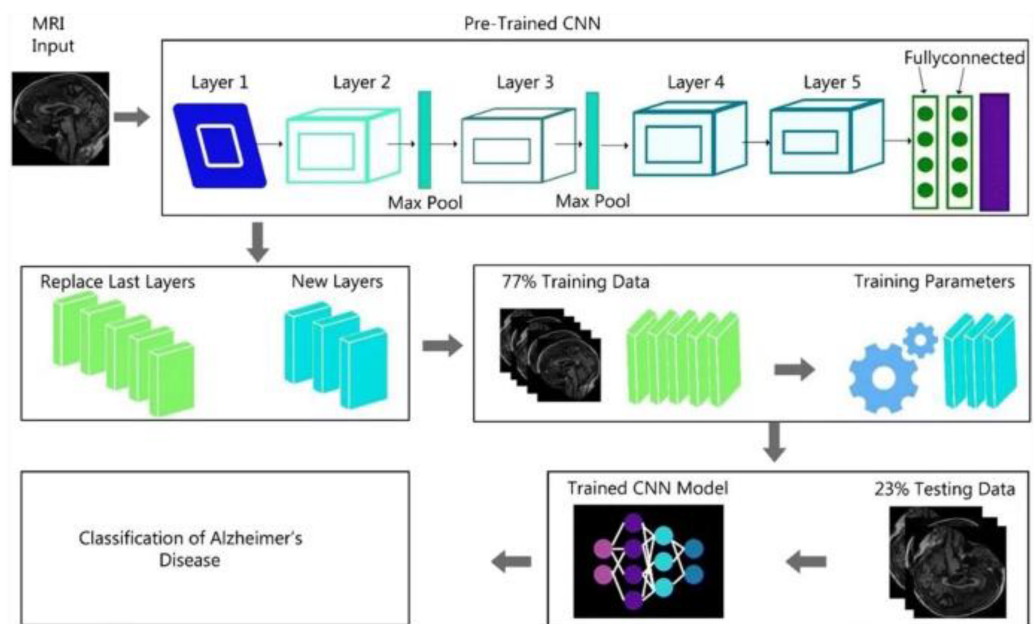 MRI
Input
Pre-Trained CNN
Fullyconnected
Layer 1
Layer 2
Layer 3
Layer 4
Layer 5
Max Pool
Max Pool
Replace Last Layers
New Layers
77% Training Data
Training Parameters
Trained CNN Model
23% Testing Data
Classification of Alzheimer's
Disease